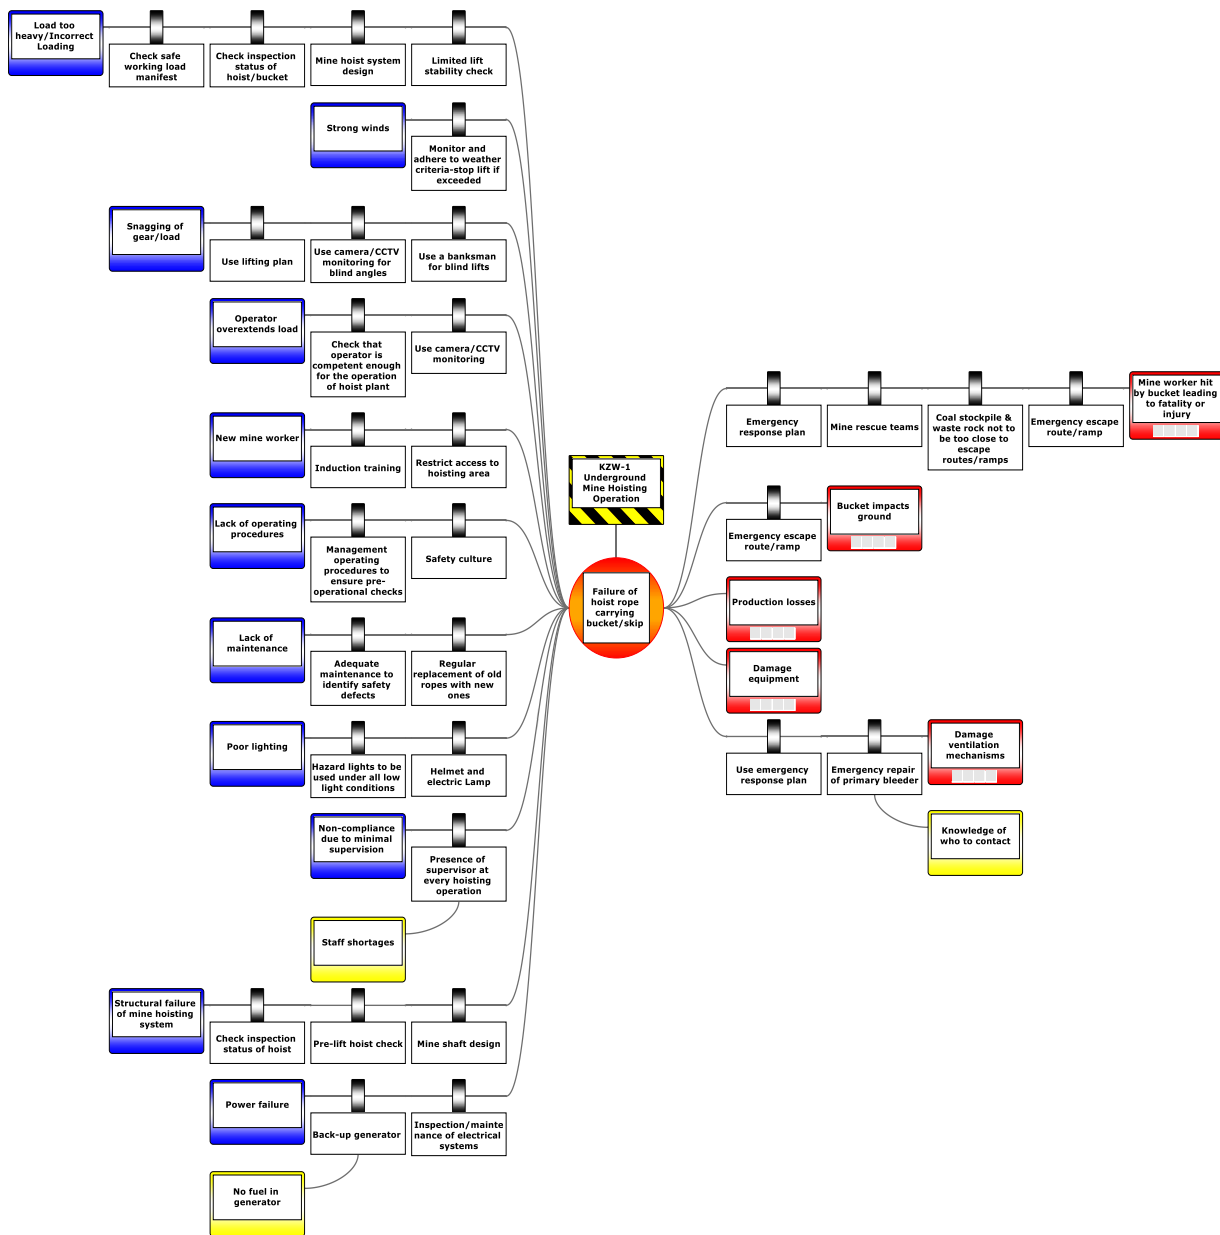 Load too
heavy/Incorrect
Loading
Check safe
working load
manifest
Check inspection
status of
hoist/bucket
Mine hoist system
design
Limited lift
stability check
Strong winds
Monitor and
adhere to weather
criteria-stop lift if
exceeded
Snagging of
gear/load
Use lifting plan
Use camera/CCTV
monitoring for
blind angles
Use a banksman
for blind lifts
Operator
overextends load
Check that
operator is
competent enough
for the operation
of hoist plant
Use camera/CCTV
monitoring
New mine worker
Induction training
Restrict access to
hoisting area
Lack of operating
procedures
Management
operating
procedures to
ensure pre-
operational checks
Safety culture
Lack of
maintenance
Adequate
maintenance to
identify safety
defects
Regular
replacement of old
ropes with new
ones
Poor lighting
Hazard lights to be
used under all low
light conditions
Helmet and
electric Lamp
Non-compliance
due to minimal
supervision
Presence of
supervisor at
every hoisting
operation
Staff shortages
Structural failure
of mine hoisting
system
Check inspection
status of hoist
Pre-lift hoist check
Mine shaft design
Power failure
Back-up generator
Inspection/mainte
nance of electrical
systems
No fuel in
generator
KZW-1
Underground
Mine Hoisting
Operation
Failure of
hoist rope
carrying
bucket/skip
Emergency
response plan
Mine rescue teams
Coal stockpile &
waste rock not to
be too close to
escape
routes/ramps
Emergency escape
route/ramp
Mine worker hit
by bucket leading
to fatality or
injury
Emergency escape
route/ramp
Bucket impacts
ground
Production losses
Damage
equipment
Use emergency
response plan
Emergency repair
of primary bleeder
Damage
ventilation
mechanisms
Knowledge of
who to contact